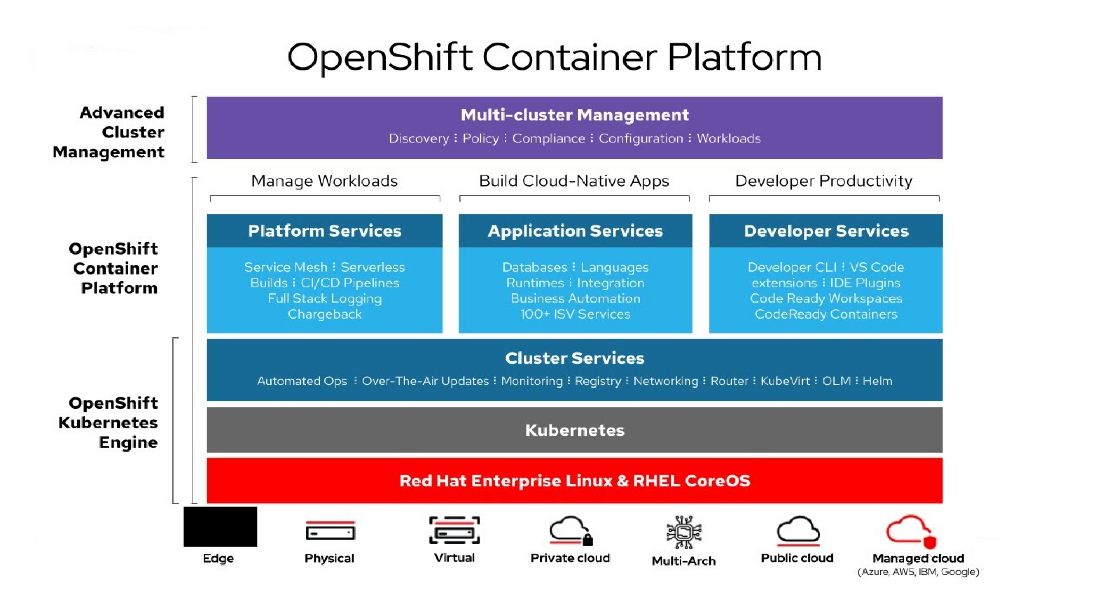 OpenShift Container Platform
Advanced
Cluster
Management
Multi-cluster Management
Discovery ⁝ Policy ⁝ Compliance ⁝ Configuration ⁝ Workloads
Manage Workloads
Build Cloud-Native Apps
Developer Productivity
OpenShift
Container
Platform
Platform Services
Service Mesh ⁝ Serverless
Builds ⁝ CI/CD Pipelines
Full Stack Logging
Chargeback
Application Services
Databases ⁝ Languages
Runtimes ⁝ Integration
Business Automation
100+ ISV Services
Developer Services
Developer CLI ⁝ VS Code
extensions ⁝ IDE Plugins
Code Ready Workspaces
CodeReady Containers
OpenShift
Kubernetes
Engine
Cluster Services
Automated Ops ⁝ Over-The-Air Updates ⁝ Monitoring ⁝ Registry ⁝ Networking ⁝ Router ⁝ KubeVirt ⁝ OLM ⁝ Helm
Kubernetes
Red Hat Enterprise Linux & RHEL CoreOS
Edge
Physical
Virtual
Private cloud
Multi-Arch
Public cloud
Managed cloud
(Azure, AWS, IBM, Google)